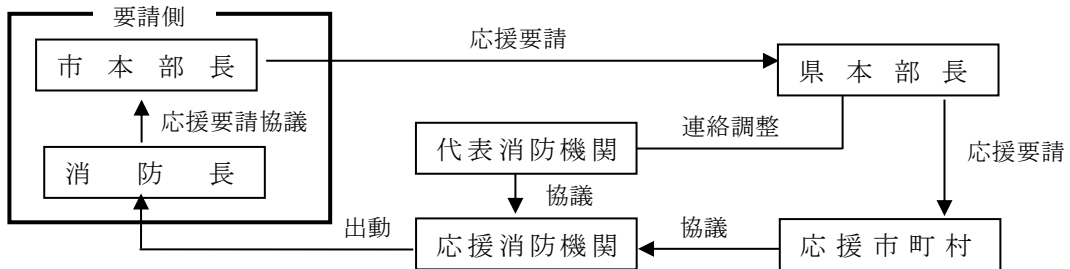 要請側
応援要請
市本部長
県本部長
応援要請協議
連絡調整
代表消防機関
応援要請
消防長
協議
出動
協議
応援消防機関
応援市町村